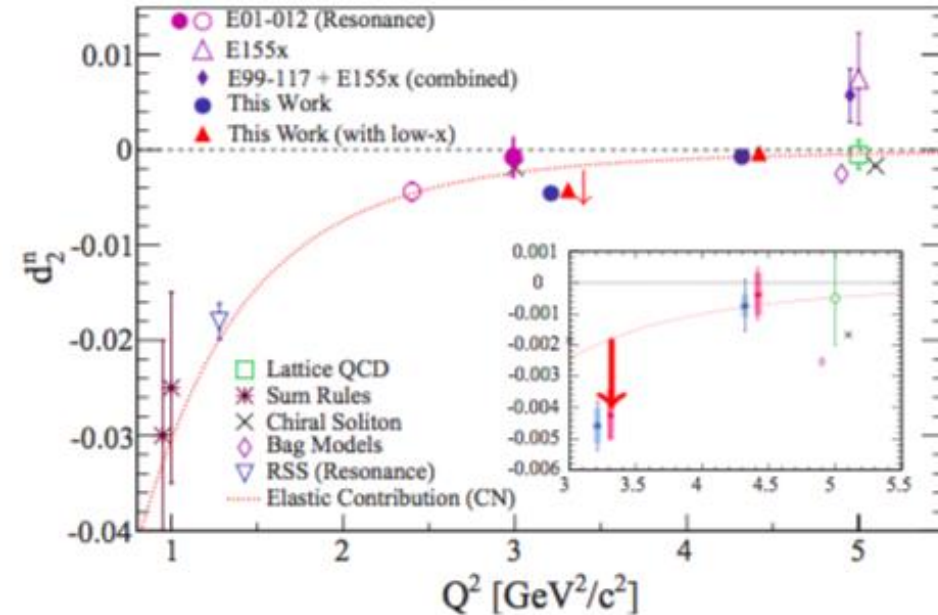 E01-012 (Resonance)
E155x
E99-117 + E155x (combined)
This Work
This Work (with low-x)
0.01
0
-0.01
-0.02
-0.03
-0.04
d₂ⁿ
Lattice QCD
Sum Rules
Chiral Soliton
Bag Models
RSS (Resonance)
Elastic Contribution (CN)
0.001
0
-0.001
-0.002
-0.003
-0.004
-0.005
-0.006
3 3.5 4 4.5 5 5.5
1 2 3 4 5
Q² [GeV²/c²]